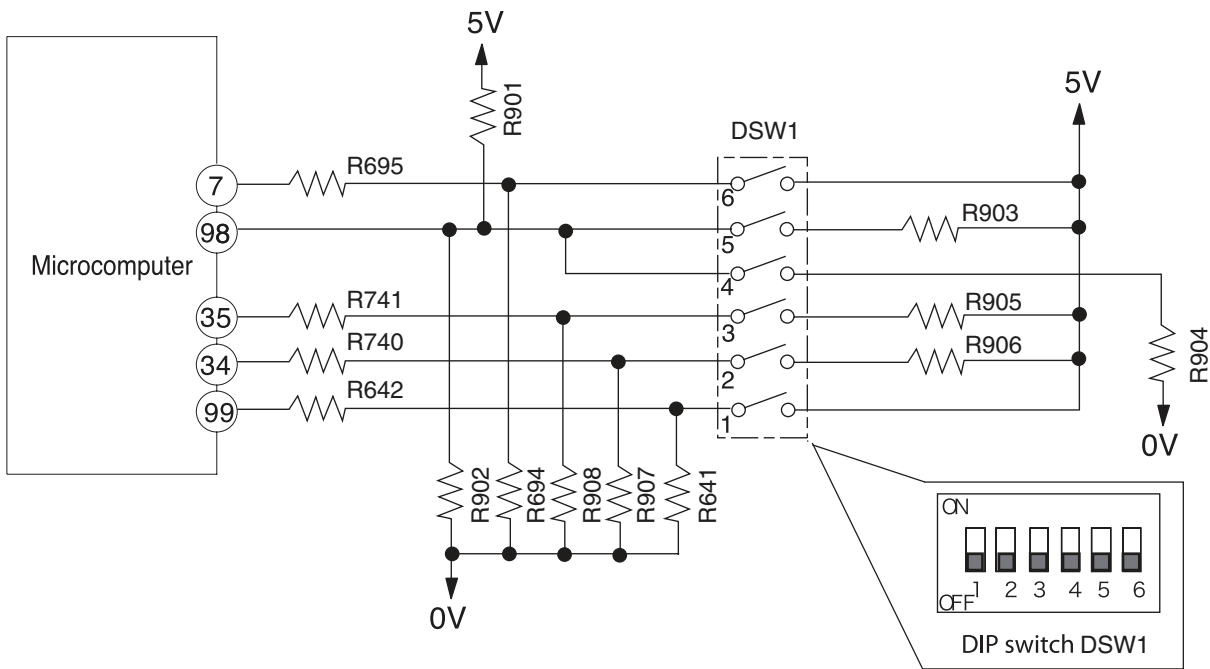 5V
R901
5V
DSW1
R695
7
6
98
R903
5
Microcomputer
4
R741
35
3
R905
R740
34
2
R906
R904
R642
99
1
0V
R902
R694
R908
R907
R641
0V
ON
1 2 3 4 5 6
OFF
DIP switch DSW1